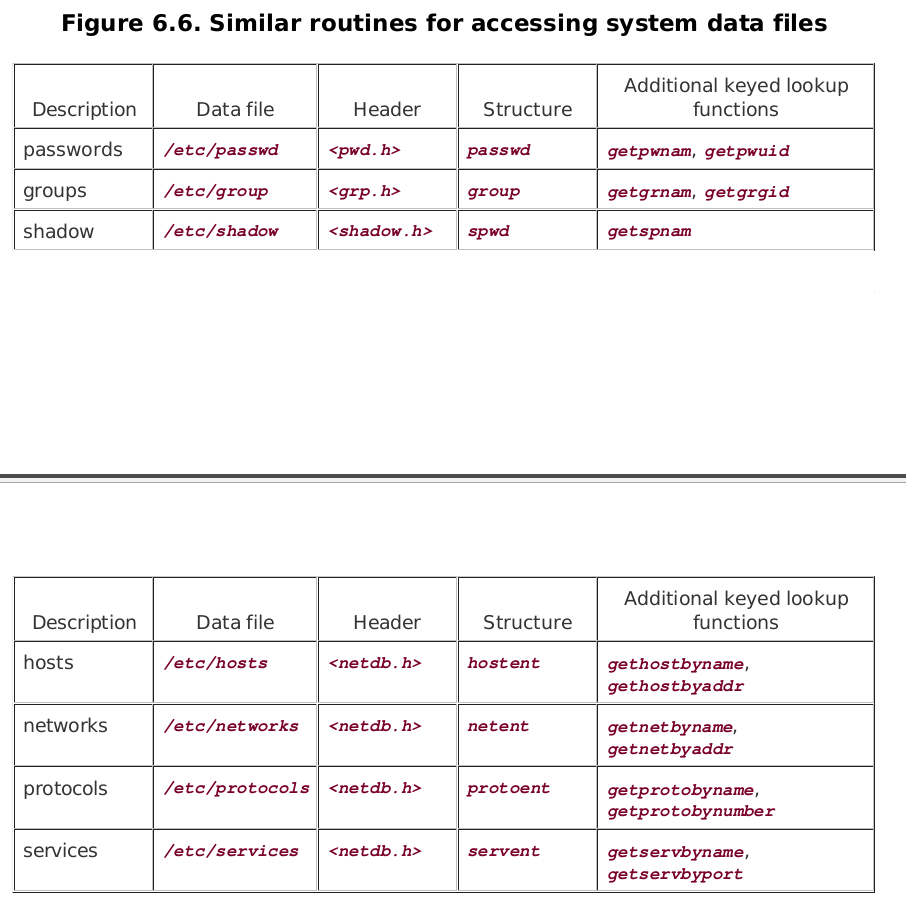 Figure 6.6. Similar routines for accessing system data files
Description Data file Header Structure Additional keyed lookup functions
passwords /etc/passwd <pwd.h> passwd getpwnam, getpwuid
groups /etc/group <grp.h> group getgrnam, getgrgid
shadow /etc/shadow <shadow.h> spwd getspnam
Description Data file Header Structure Additional keyed lookup functions
hosts /etc/hosts <netdb.h> hostent gethostbyname,
gethostbyaddr
networks /etc/networks <netdb.h> netent getnetbyname,
getnetbyaddr
protocols /etc/protocols <netdb.h> protoent getprotobyname,
getprotobynumber
services /etc/services <netdb.h> servent getservbyname,
getservbyport